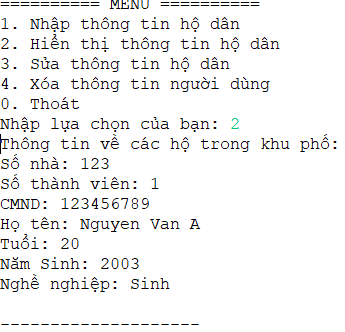 ========== MENU ==========
1. Nhập thông tin hộ dân
2. Hiển thị thông tin hộ dân
3. Sửa thông tin hộ dân
4. Xóa thông tin người dùng
0. Thoát
Nhập lựa chọn của bạn: 2
Thông tin về các hộ trong khu phố:
Số nhà: 123
Số thành viên: 1
CMND: 123456789
Họ tên: Nguyen Van A
Tuổi: 20
Năm Sinh: 2003
Nghề nghiệp: Sinh
--------------------